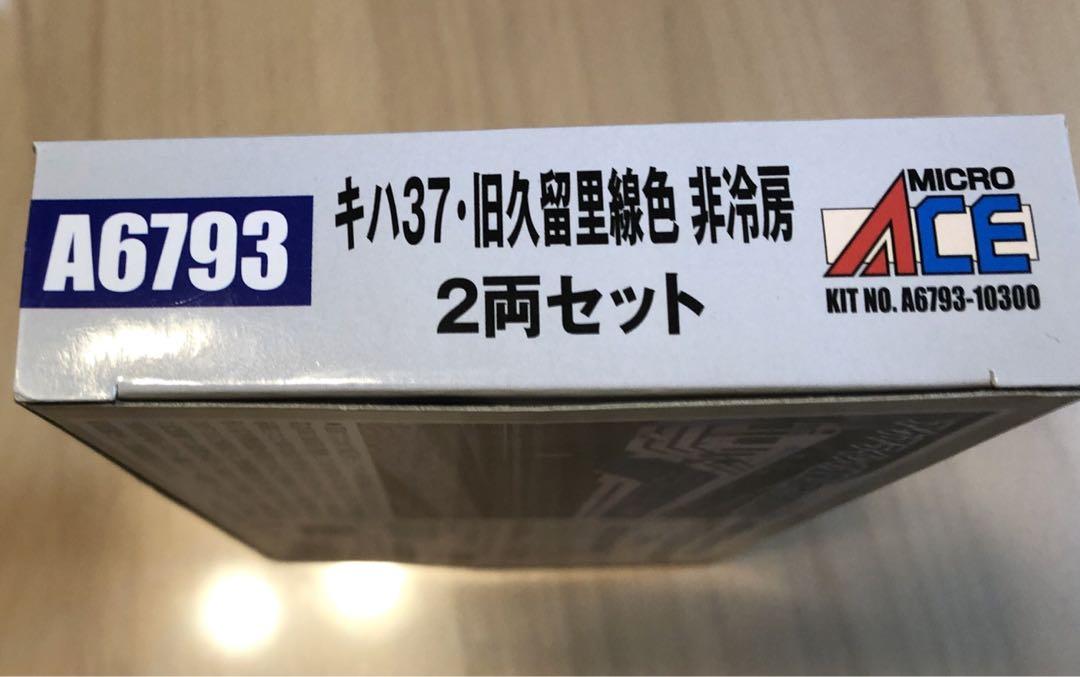 A6793
キハ37・旧久留里線色 非冷房
2両セット
MICRO
ACE
KIT NO. A6793-10300